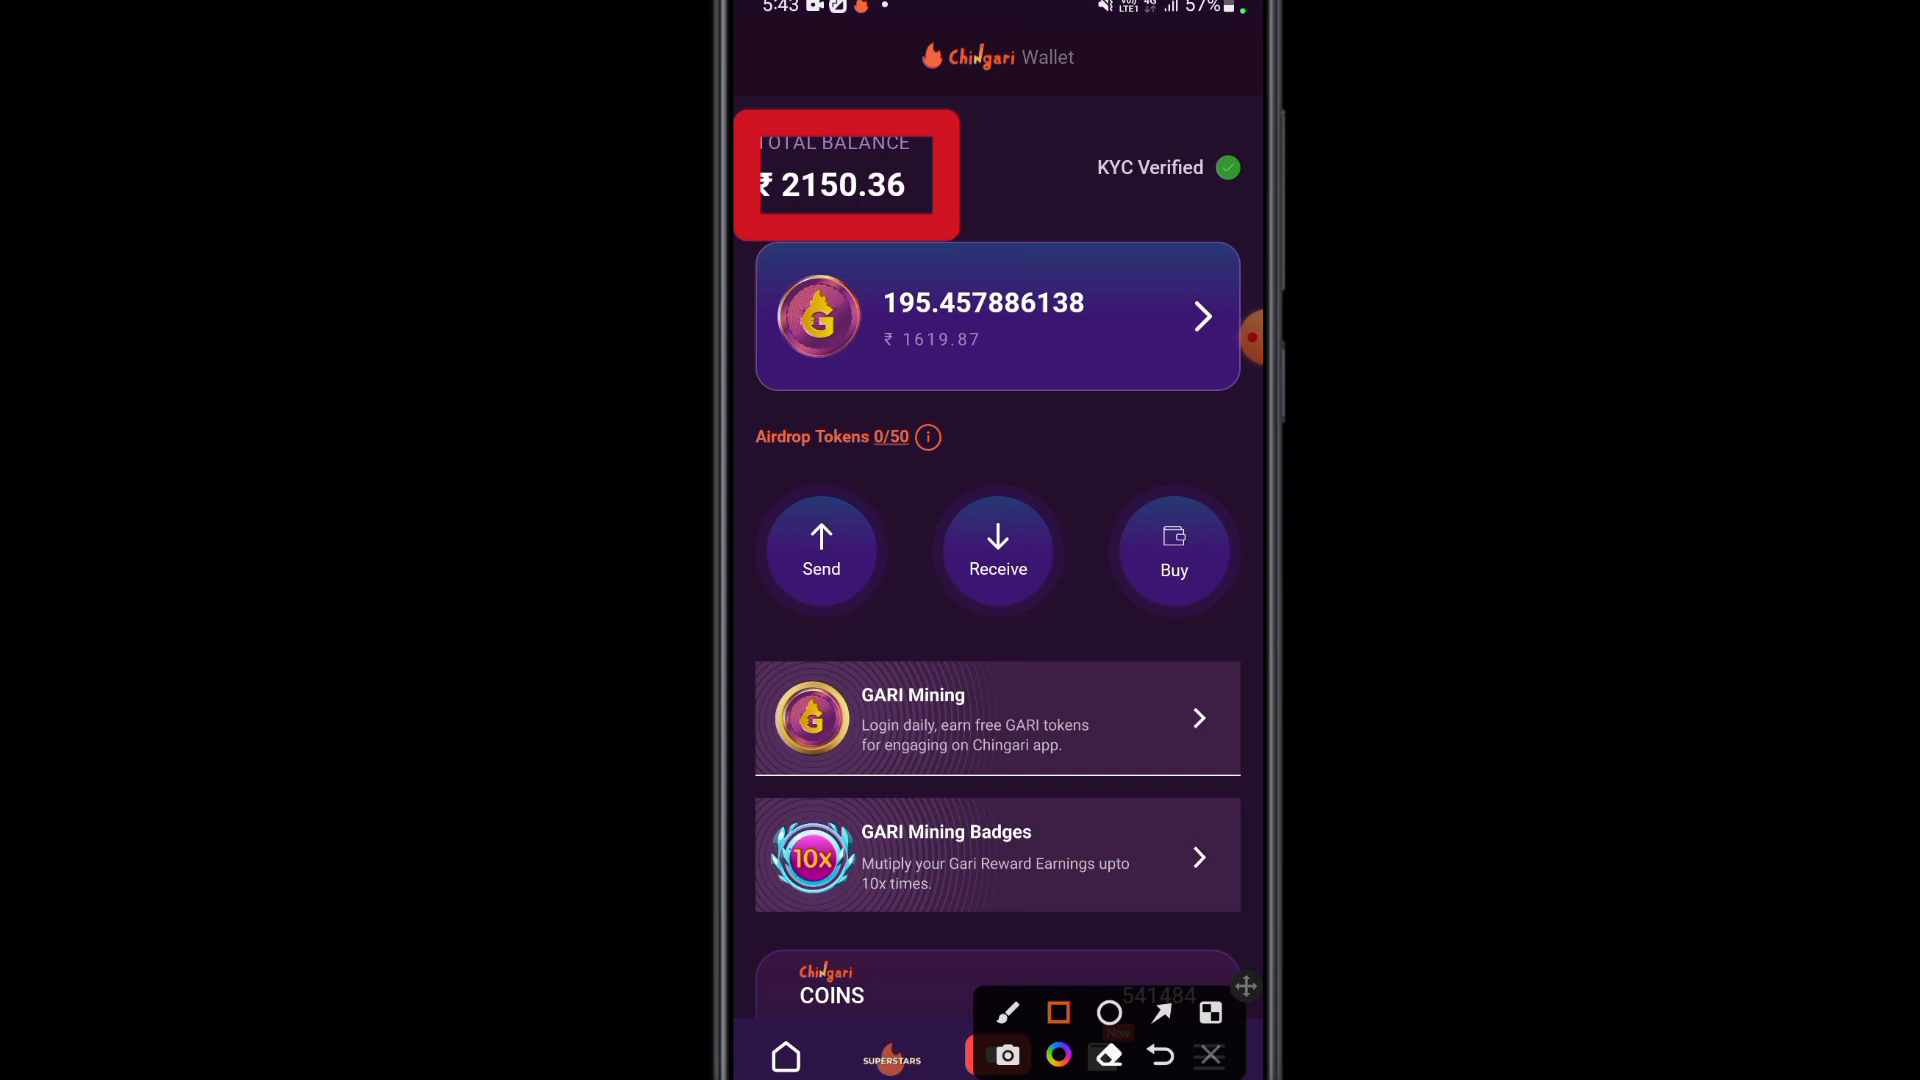 5:43 57%
Chingari Wallet
TOTAL BALANCE
₹ 2150.36
KYC Verified
195.457886138
₹ 1619.87
Airdrop Tokens 0/50
Send
Receive
Buy
GARI Mining
Login daily, earn free GARI tokens
for engaging on Chingari app.
GARI Mining Badges
10x
Mutiply your Gari Reward Earnings upto
10x times.
Chingari
COINS
541484
New
SUPERSTARS